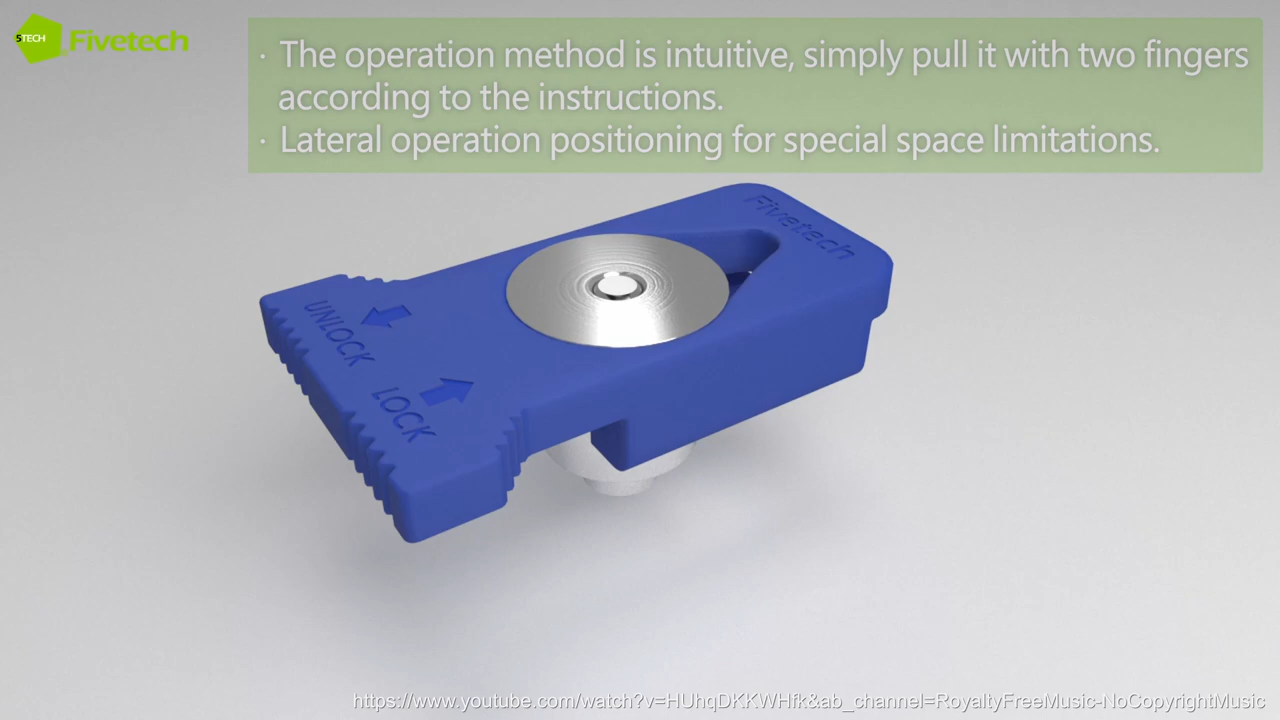 5TECH
Fivetech
· The operation method is intuitive, simply pull it with two fingers
according to the instructions.
· Lateral operation positioning for special space limitations.
Fivetech
UNLOCK
LOCK
https://www.youtube.com/watch?v=HUhqDKKWHfk&ab_channel=RoyaltyFreeMusic-NoCopyrightMusic